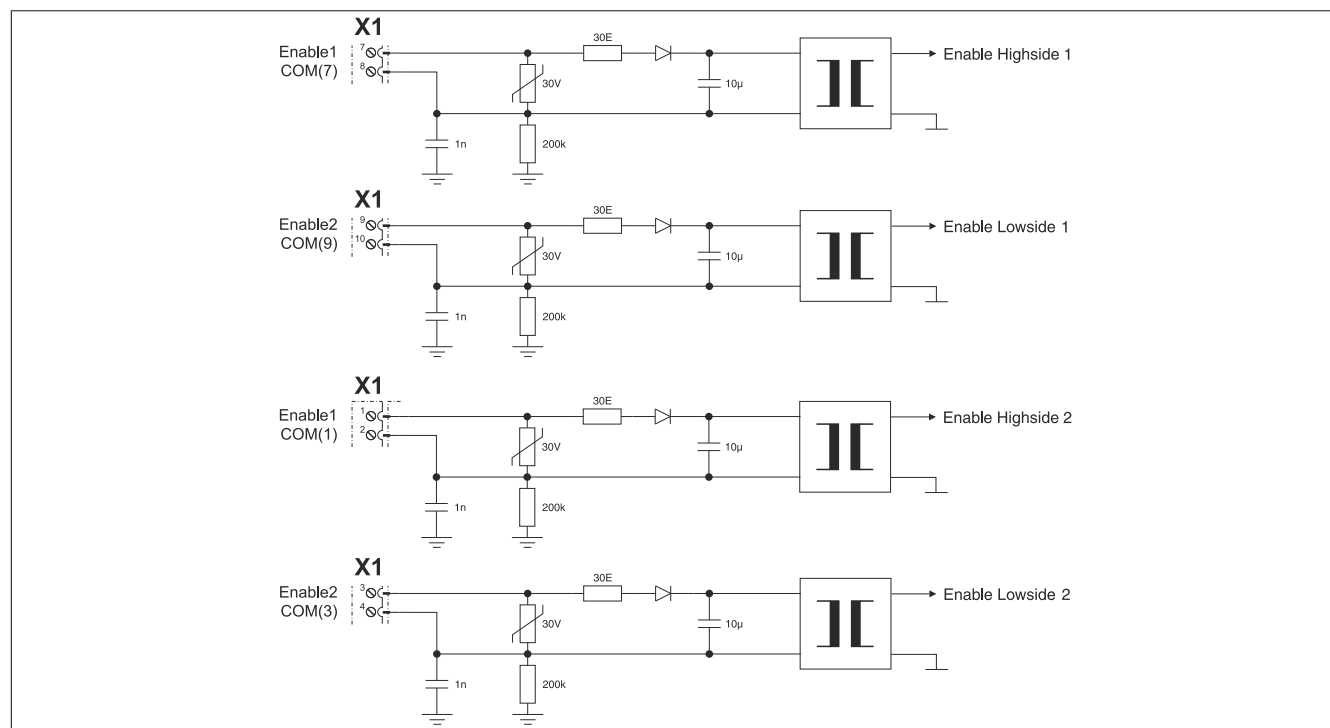 X1
Enable1 7 30E Enable Highside 1
COM(7) 8 30V 10µ
1n 200k
X1
Enable2 9 30E Enable Lowside 1
COM(9) 10 30V 10µ
1n 200k
X1
Enable1 1 30E Enable Highside 2
COM(1) 2 30V 10µ
1n 200k
X1
Enable2 3 30E Enable Lowside 2
COM(3) 4 30V 10µ
1n 200k